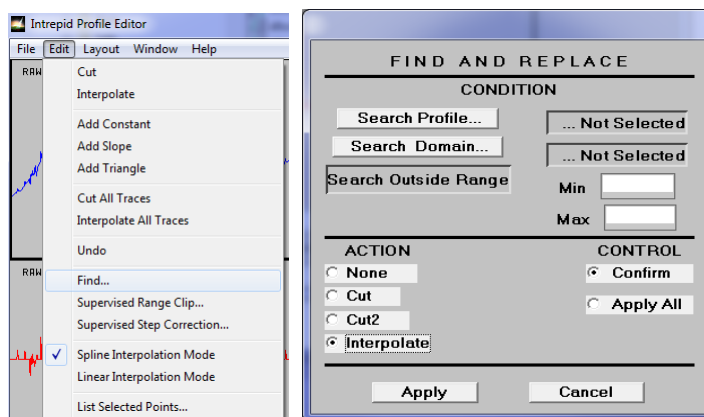 Intrepid Profile Editor
File Edit Layout Window Help
RAW
Cut
Interpolate
Add Constant
Add Slope
Add Triangle
Cut All Traces
Interpolate All Traces
Undo
RAW
Find...
Supervised Range Clip...
Supervised Step Correction...
Spline Interpolation Mode
Linear Interpolation Mode
List Selected Points...
FIND AND REPLACE
CONDITION
Search Profile... ... Not Selected
Search Domain... ... Not Selected
Search Outside Range Min
Max
ACTION CONTROL
None Confirm
Cut Apply All
Cut2
Interpolate
Apply Cancel